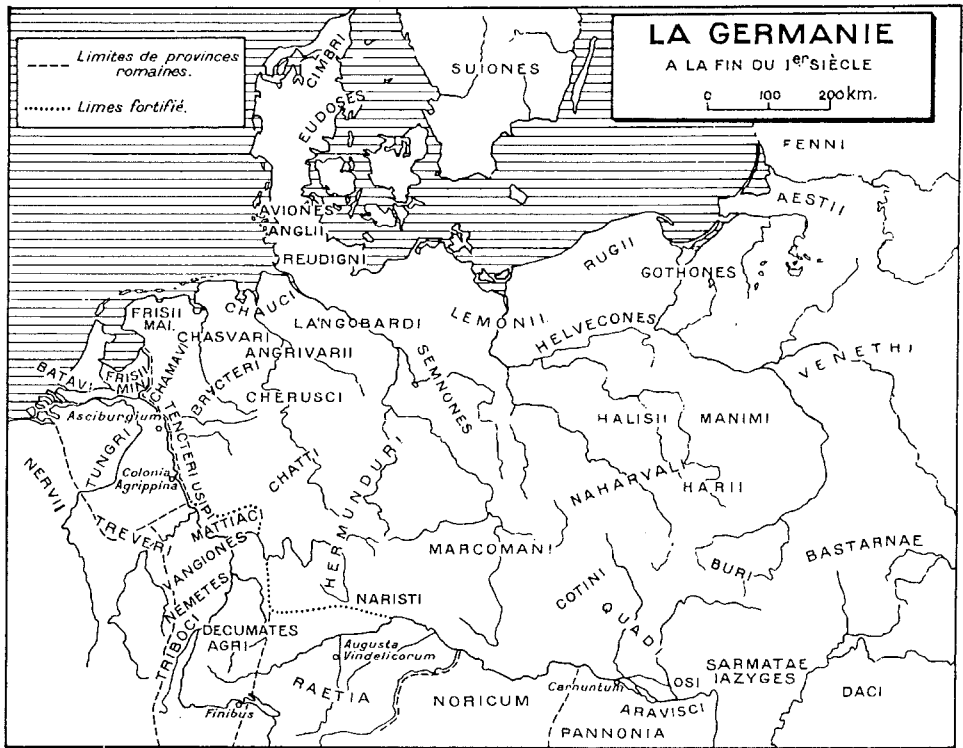 LA GERMANIE
A LA FIN DU 1er SIÈCLE
0 100 200 km.
Limites de provinces
romaines.
Limes fortifié.
CIMBRI
EUDOSES
SUIONES
FENNI
AESTII
AVIONES
ANGLII
REUDIGNI
RUGII
GOTHONES
FRISII
MAI.
CHAUCI
LANGOBARDI
LEMONII
HELVECONES
VENETHI
CHASVARI
ANGRIVARII
SEMNONES
BATAVI
FRISII
MIN.
CHAMAVI
BRVCTERI
CHERUSCI
Asciburgium
TENCTERI
USIPI
HALISII
MANIMI
NERVII
TUNGRI
Colonia
Agrippina
CHATTI
HERMUNDURI
NAHARVALI
HARII
TREVERI
MATTIACI
VANGIONES
MARCOMANI
BURI
BASTARNAE
NEMETES
NARISTI
COTINI
QUADI
TRIBOCI
DECUMATES
AGRI
Augusta
Vindelicorum
SARMATAE
IAZYGES
OSI
DACI
RAETIA
NORICUM
Carnuntum
ARAVISCI
Finibus
PANNONIA